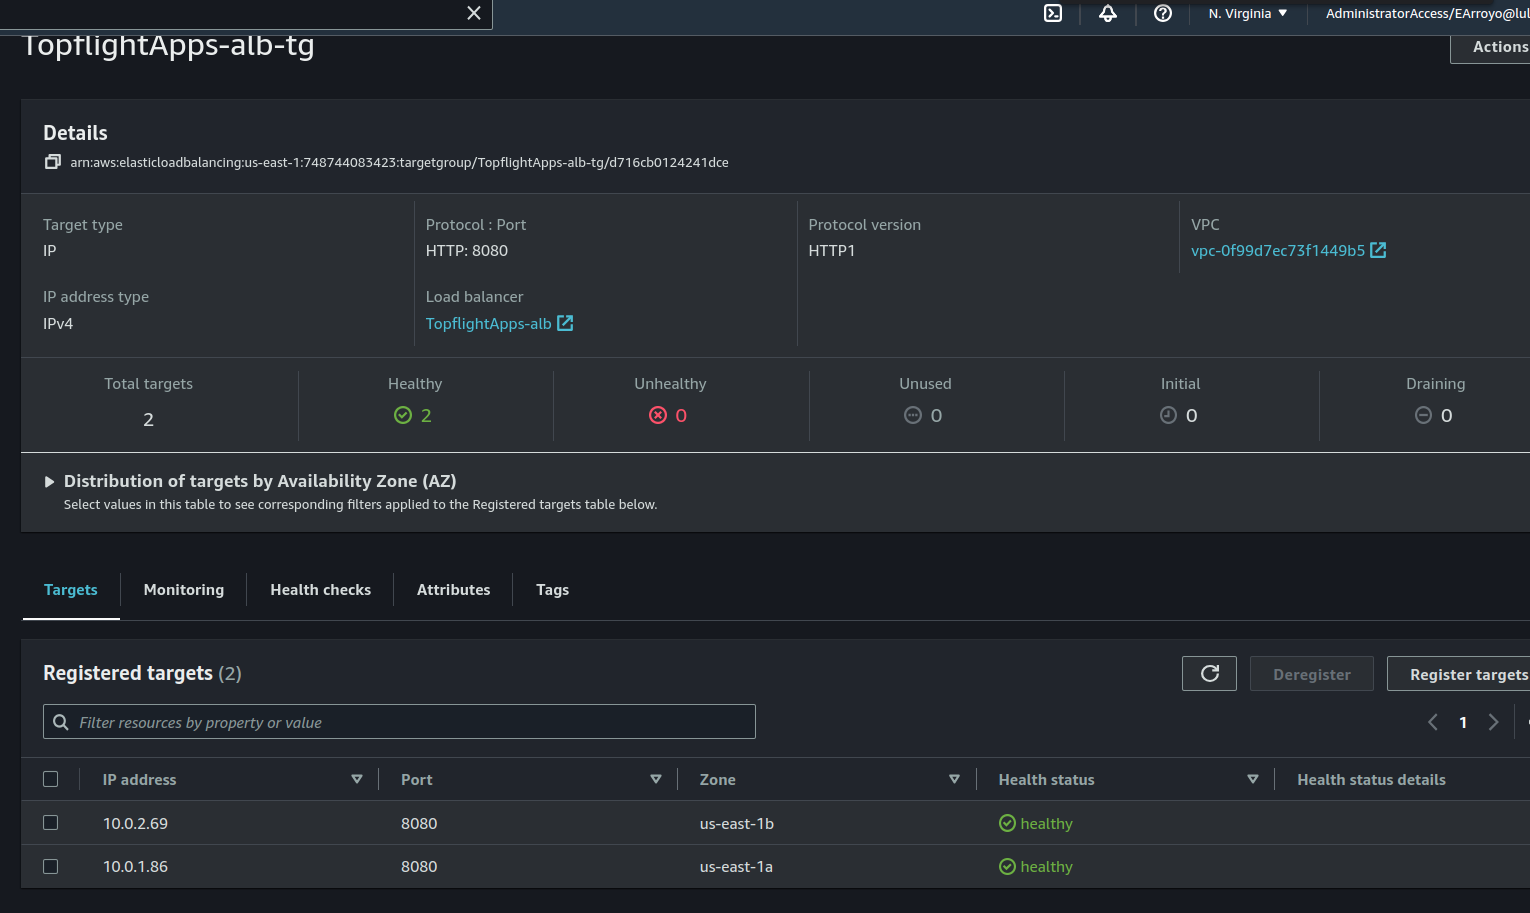 N. Virginia
AdministratorAccess/EArroyo@lul
TopflightApps-alb-tg
Actions
Details
arn:aws:elasticloadbalancing:us-east-1:748744083423:targetgroup/TopflightApps-alb-tg/d716cb0124241dce
Target type
Protocol : Port
Protocol version
VPC
IP
HTTP: 8080
HTTP1
vpc-0f99d7ec73f1449b5
IP address type
Load balancer
IPv4
TopflightApps-alb
Total targets
Healthy
Unhealthy
Unused
Initial
Draining
2
2
0
0
0
0
Distribution of targets by Availability Zone (AZ)
Select values in this table to see corresponding filters applied to the Registered targets table below.
Targets
Monitoring
Health checks
Attributes
Tags
Registered targets (2)
Deregister
Register targets
Filter resources by property or value
1
IP address
Port
Zone
Health status
Health status details
10.0.2.69
8080
us-east-1b
healthy
10.0.1.86
8080
us-east-1a
healthy